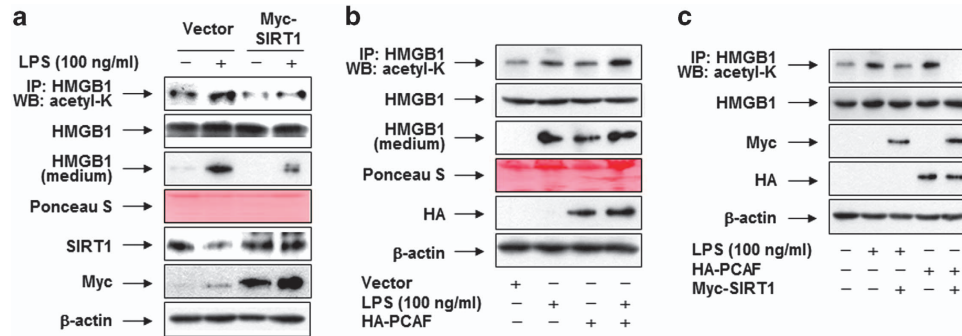 a
Vector
Myc-
SIRT1
LPS (100 ng/ml)
− + − +
IP: HMGB1
WB: acetyl-K
HMGB1
HMGB1
(medium)
Ponceau S
SIRT1
Myc
β-actin
b
IP: HMGB1
WB: acetyl-K
HMGB1
HMGB1
(medium)
Ponceau S
HA
β-actin
Vector + − − −
LPS (100 ng/ml) − + − +
HA-PCAF − − + +
c
IP: HMGB1
WB: acetyl-K
HMGB1
Myc
HA
β-actin
LPS (100 ng/ml) − + + − −
HA-PCAF − − − + +
Myc-SIRT1 − − + − +